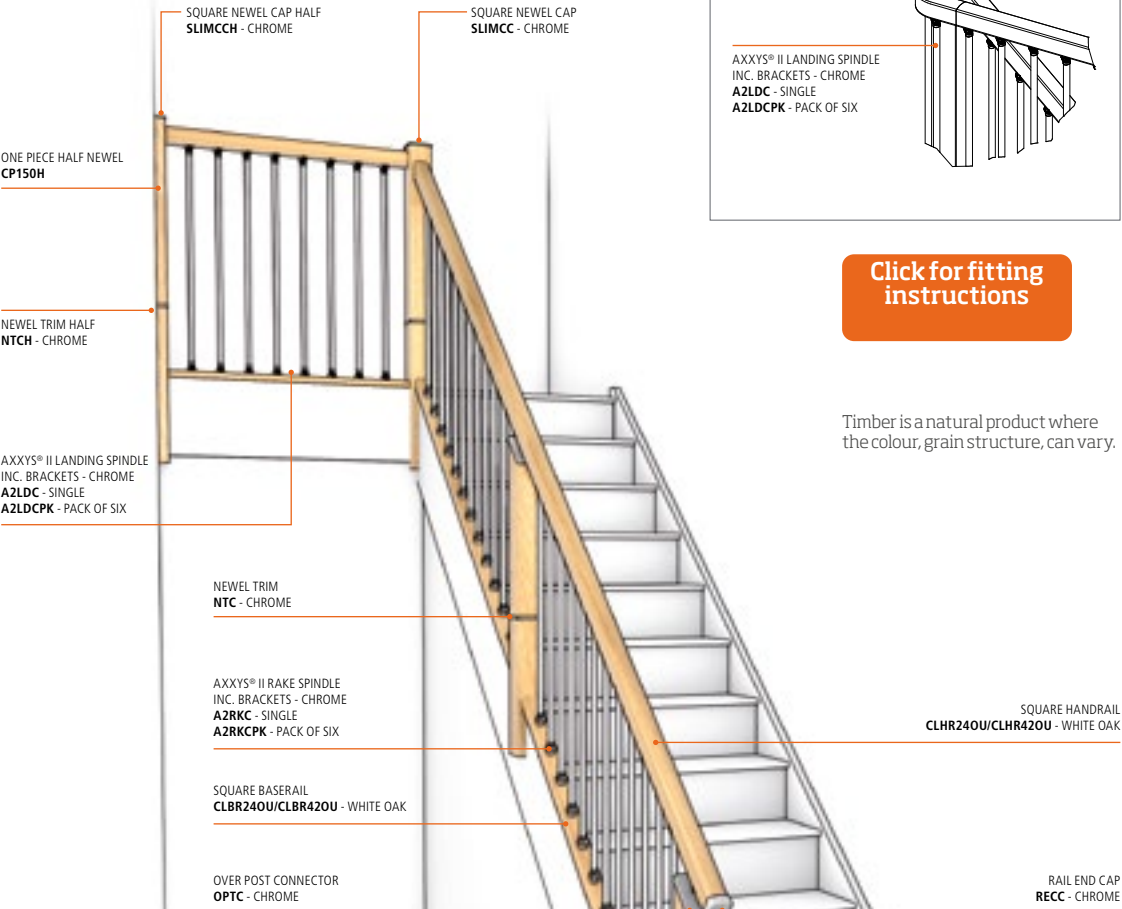 SQUARE NEWEL CAP HALF
SLIMCCH - CHROME
SQUARE NEWEL CAP
SLIMCC - CHROME
AXXYS® II LANDING SPINDLE
INC. BRACKETS - CHROME
A2LDC - SINGLE
A2LDCPK - PACK OF SIX
ONE PIECE HALF NEWEL
CP150H
Click for fitting
instructions
NEWEL TRIM HALF
NTCH - CHROME
Timber is a natural product where
the colour, grain structure, can vary.
AXXYS® II LANDING SPINDLE
INC. BRACKETS - CHROME
A2LDC - SINGLE
A2LDCPK - PACK OF SIX
NEWEL TRIM
NTC - CHROME
AXXYS® II RAKE SPINDLE
INC. BRACKETS - CHROME
A2RKC - SINGLE
A2RKCPK - PACK OF SIX
SQUARE HANDRAIL
CLHR24OU/CLHR42OU - WHITE OAK
SQUARE BASERAIL
CLBR24OU/CLBR42OU - WHITE OAK
OVER POST CONNECTOR
OPTC - CHROME
RAIL END CAP
RECC - CHROME